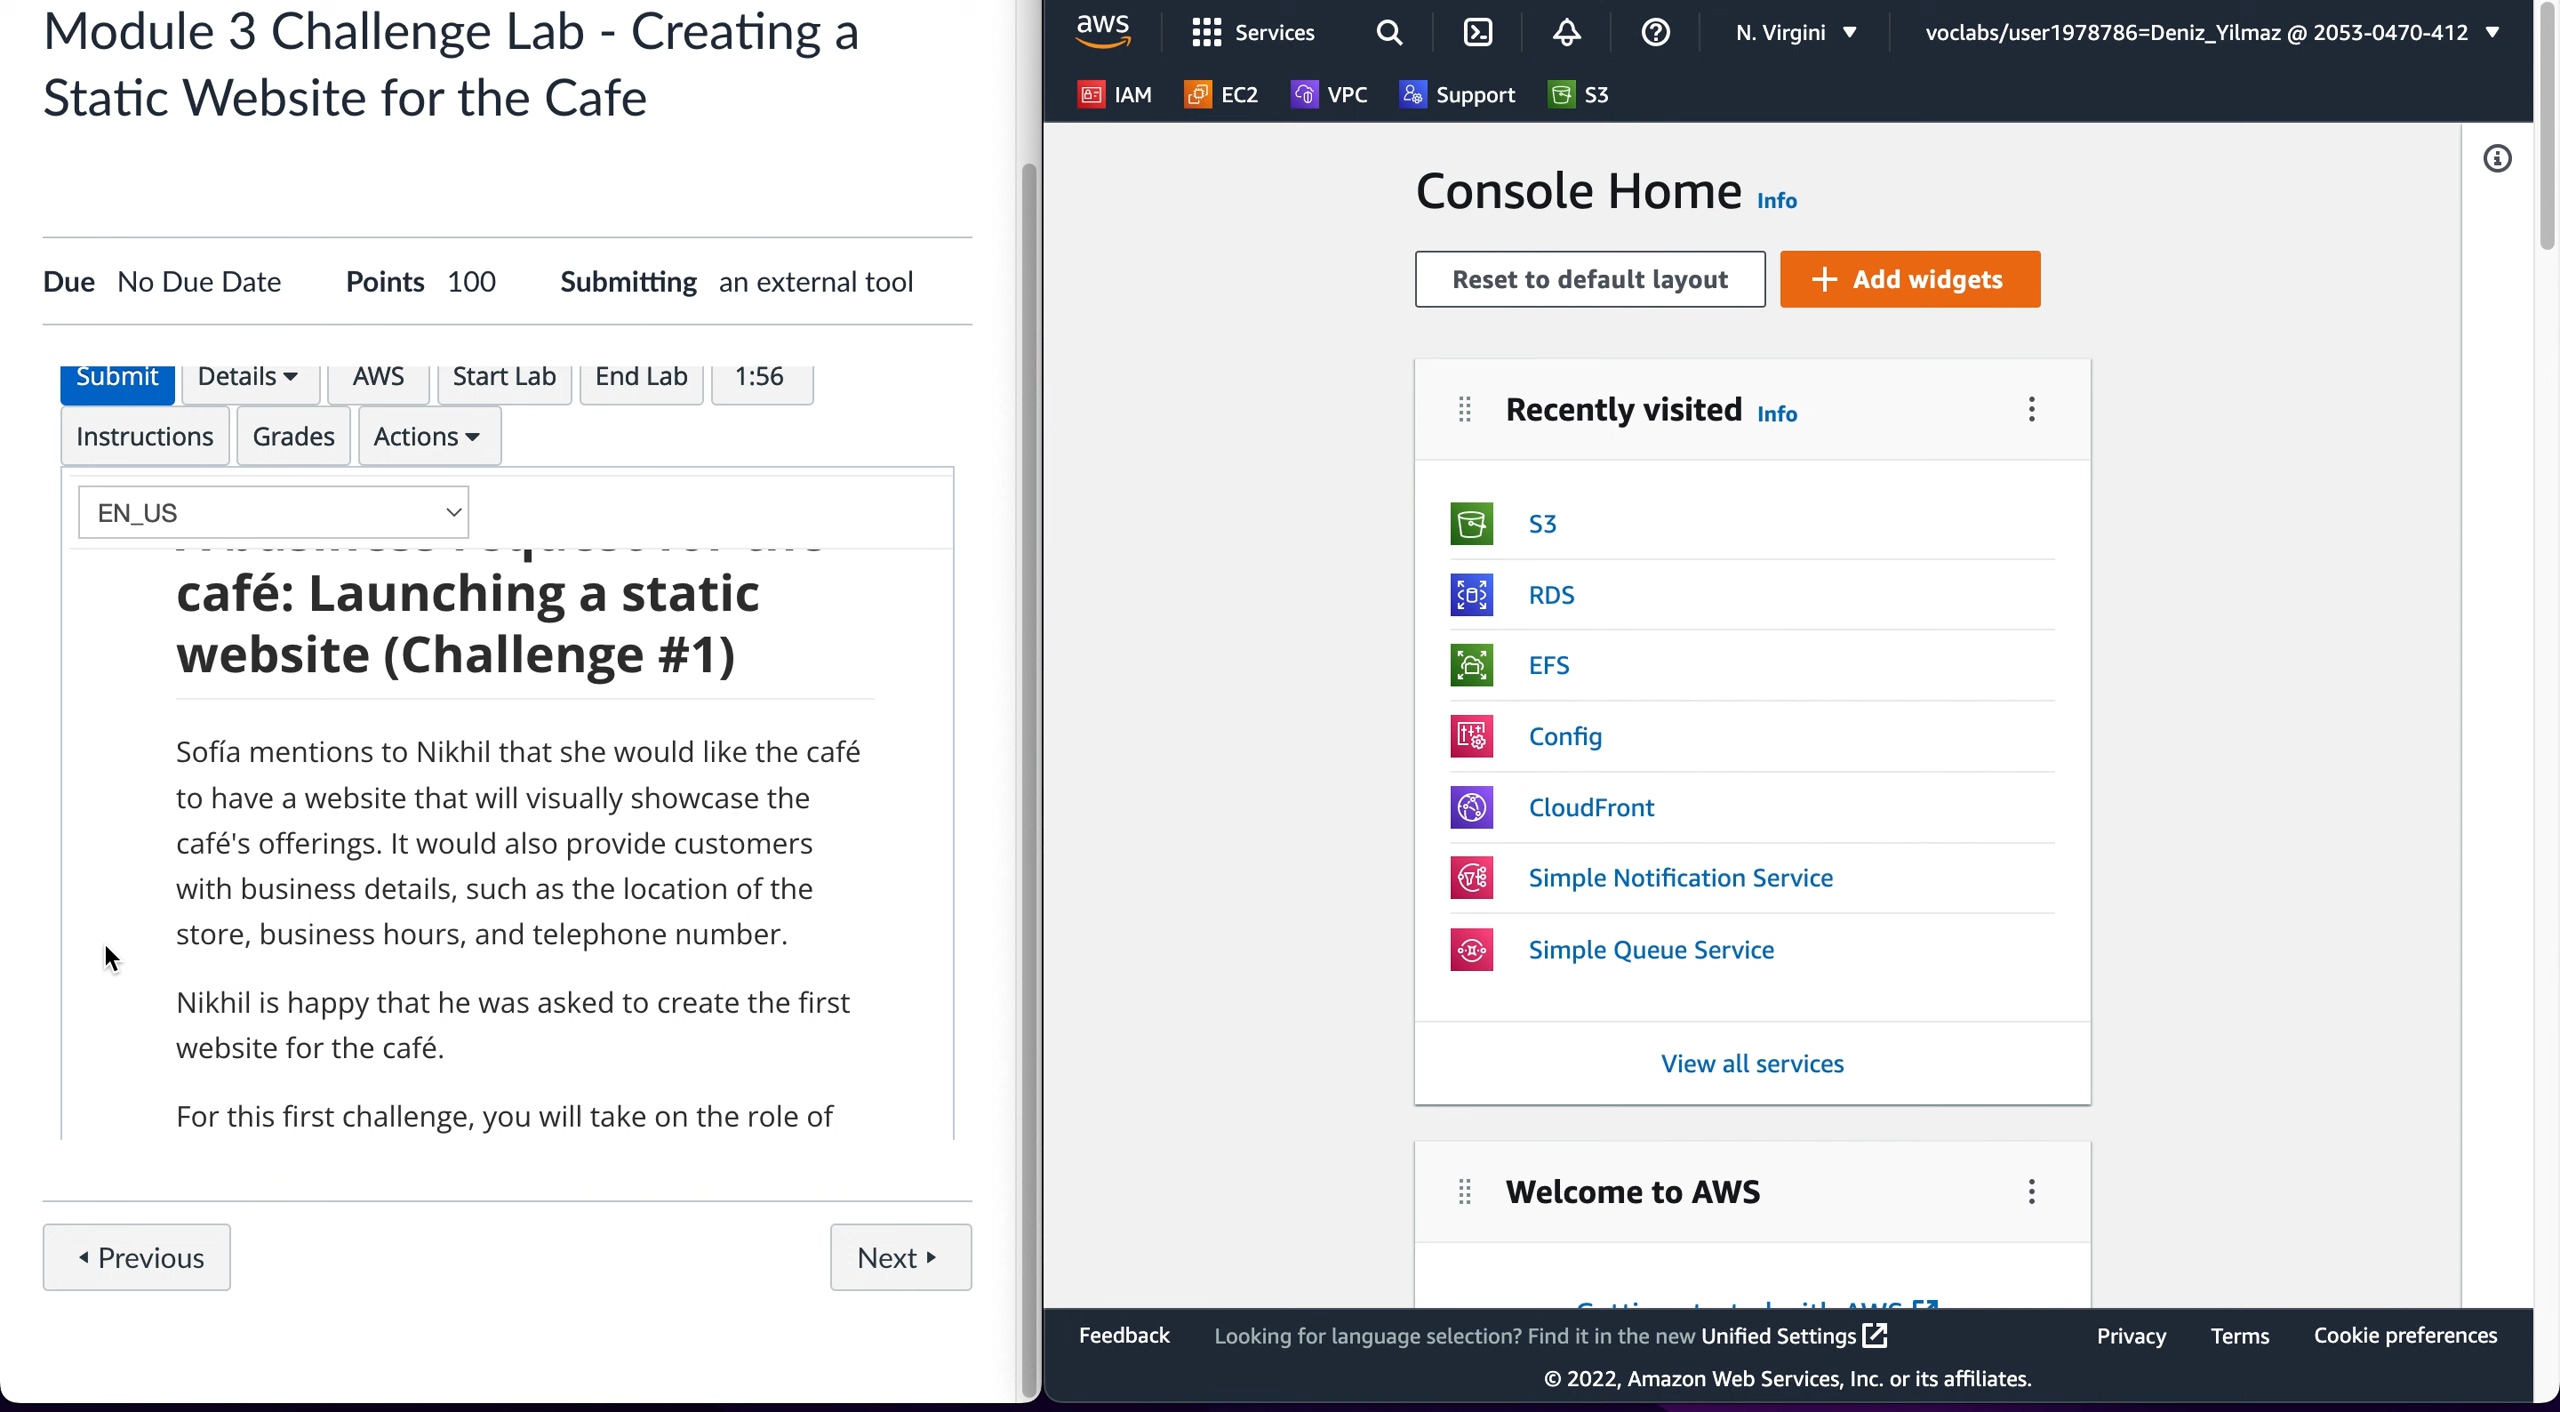 Module 3 Challenge Lab - Creating a
Static Website for the Cafe
Due No Due Date Points 100 Submitting an external tool
Submit Details AWS Start Lab End Lab 1:56
Instructions Grades Actions
EN_US
café: Launching a static
website (Challenge #1)
Sofía mentions to Nikhil that she would like the café
to have a website that will visually showcase the
café's offerings. It would also provide customers
with business details, such as the location of the
store, business hours, and telephone number.
Nikhil is happy that he was asked to create the first
website for the café.
For this first challenge, you will take on the role of
Previous Next
aws Services N. Virgini voclabs/user1978786=Deniz_Yilmaz @ 2053-0470-412
IAM EC2 VPC Support S3
Console Home Info
Reset to default layout + Add widgets
Recently visited Info
S3
RDS
EFS
Config
CloudFront
Simple Notification Service
Simple Queue Service
View all services
Welcome to AWS
Feedback Looking for language selection? Find it in the new Unified Settings Privacy Terms Cookie preferences
© 2022, Amazon Web Services, Inc. or its affiliates.